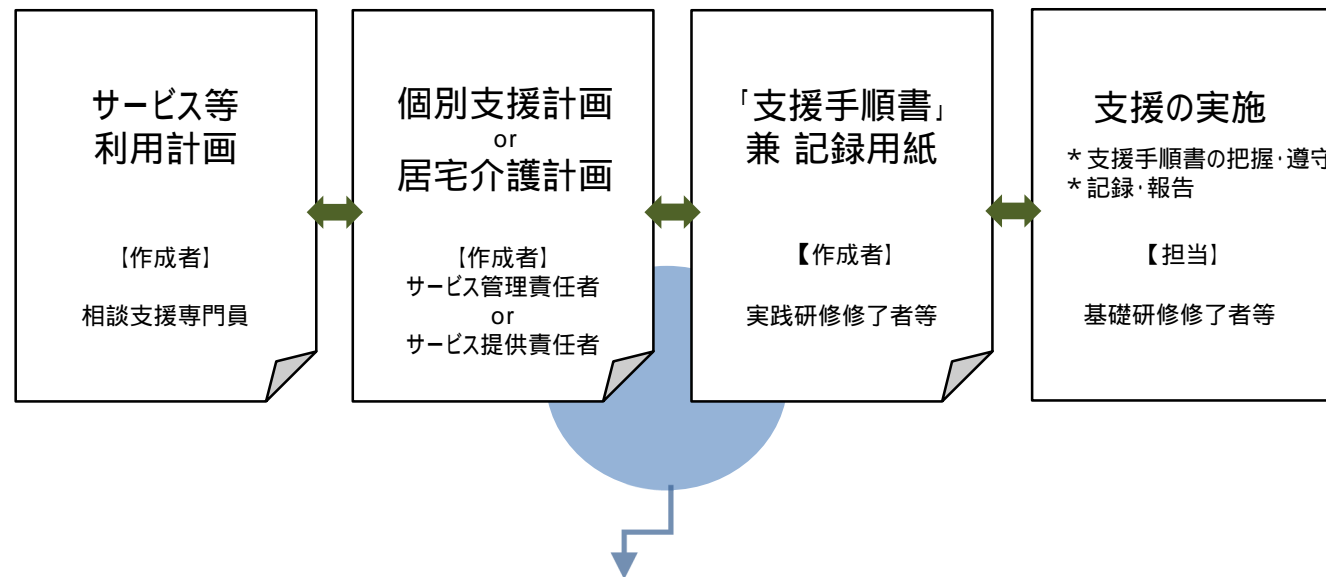 サービス等
利用計画
【作成者】
相談支援専門員
個別支援計画
or
居宅介護計画
【作成者】
サービス管理責任者
or
サービス提供責任者
「支援手順書」
兼 記録用紙
【作成者】
実践研修修了者等
支援の実施
*支援手順書の把握・遵守
*記録・報告
【担当】
基礎研修修了者等